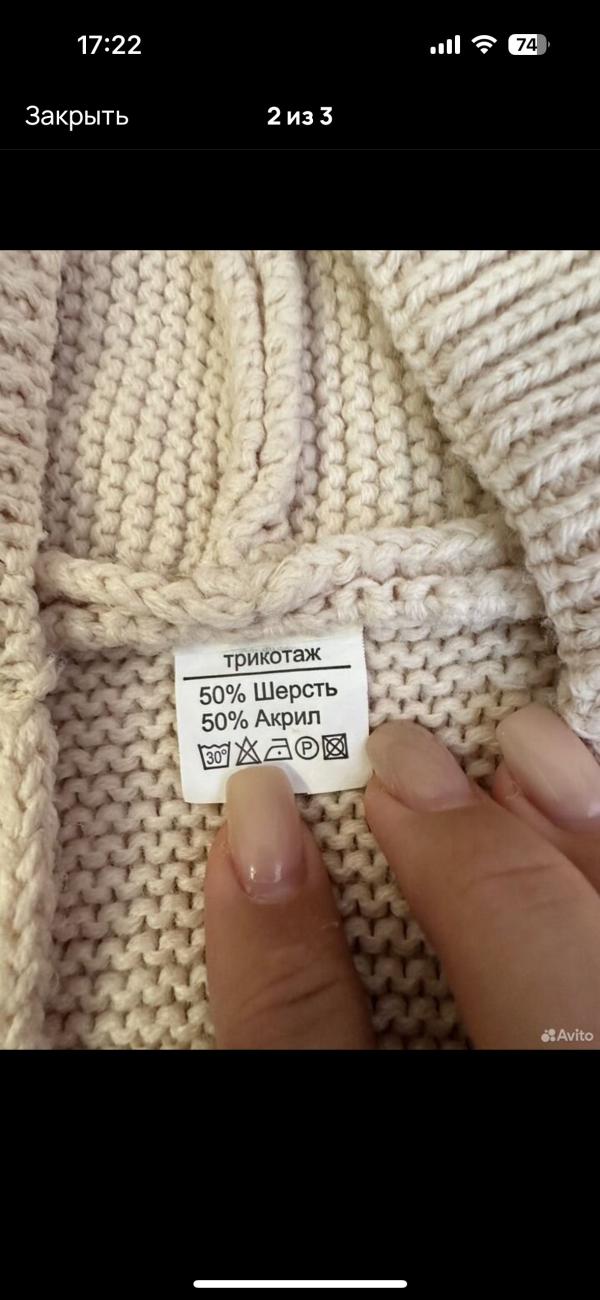 17:22
74
Закрыть
2 из 3
трикотаж
50% Шерсть
50% Акрил
30° P
Avito